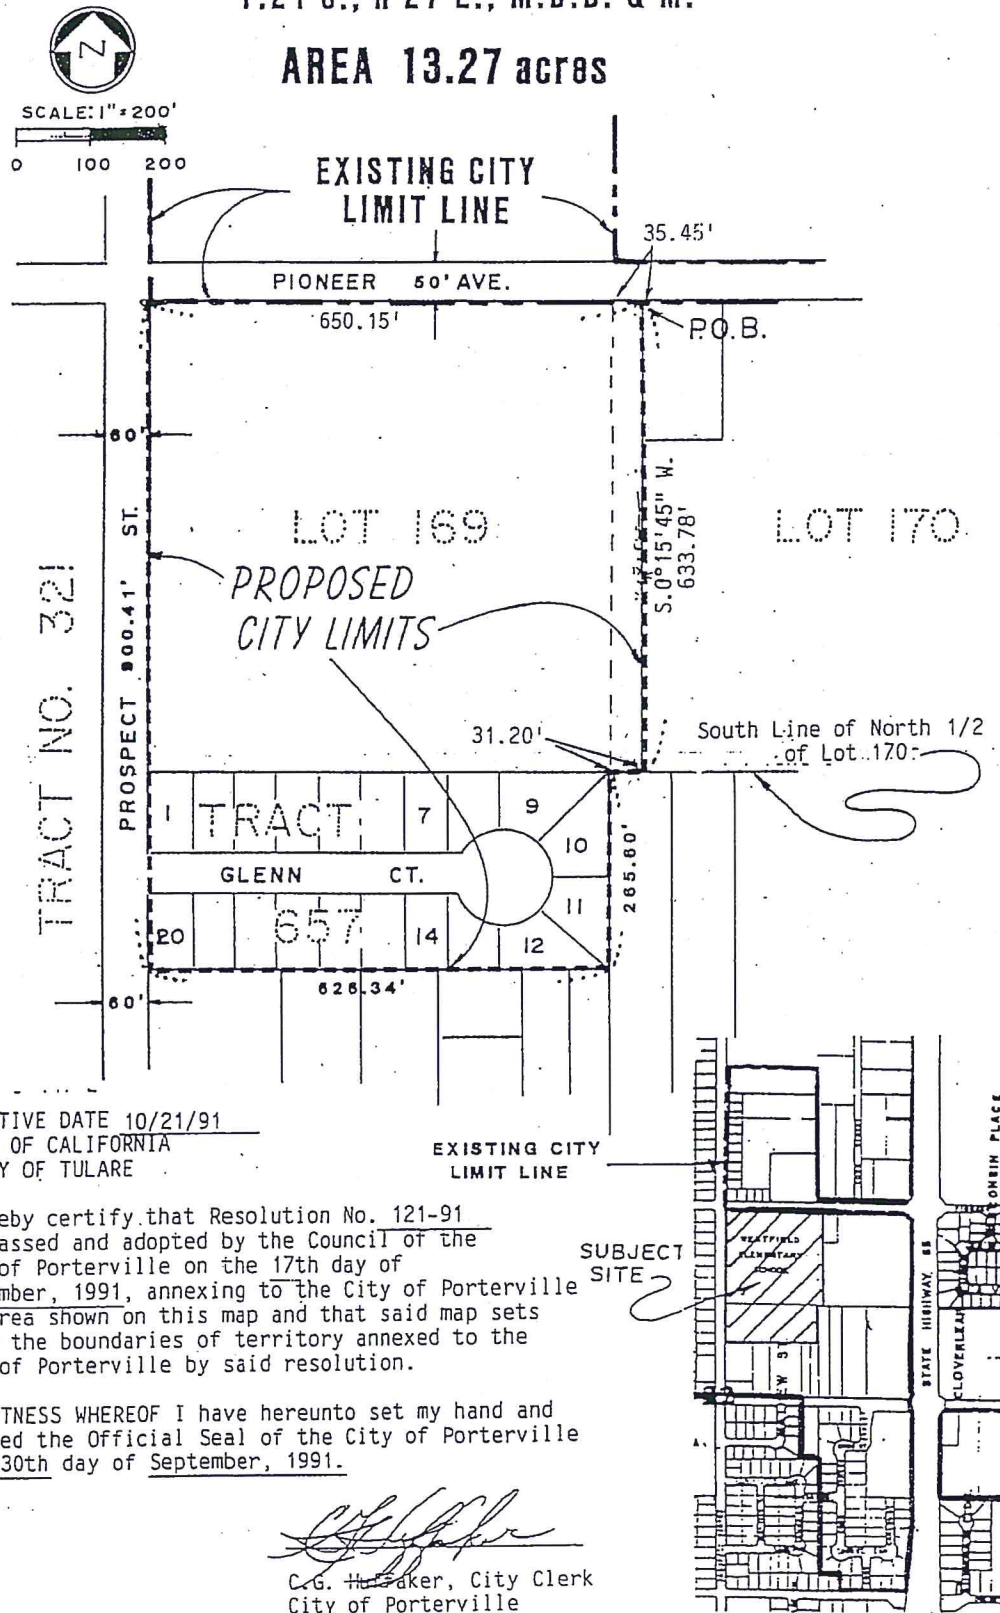 AREA 13.27 acres
N
SCALE: 1"=200'
0 100 200
EXISTING CITY
LIMIT LINE
35.45'
PIONEER 50' AVE.
650.15'
P.O.B.
60'
LOT 169
LOT 170
S.0°15'45" W.
633.78'
PROPOSED
CITY LIMITS
TRACT NO. 321
PROSPECT 900.41' ST.
31.20'
South Line of North 1/2
of Lot 170
1
TRACT
7
9
10
GLENN CT.
265.60'
11
20
657
14
12
626.34'
60'
TIVE DATE 10/21/91
OF CALIFORNIA
Y OF TULARE
EXISTING CITY
LIMIT LINE
eby certify that Resolution No. 121-91
assed and adopted by the Council of the
of Porterville on the 17th day of
mber, 1991, annexing to the City of Porterville
rea shown on this map and that said map sets
the boundaries of territory annexed to the
of Porterville by said resolution.
SUBJECT
SITE
WESTFIELD
ELEMENTARY
SCHOOL
STATE HIGHWAY 65
CLOVERLEAF
TNESS WHEREOF I have hereunto set my hand and
ed the Official Seal of the City of Porterville
30th day of September, 1991.
C.G. Huffaker, City Clerk
City of Porterville